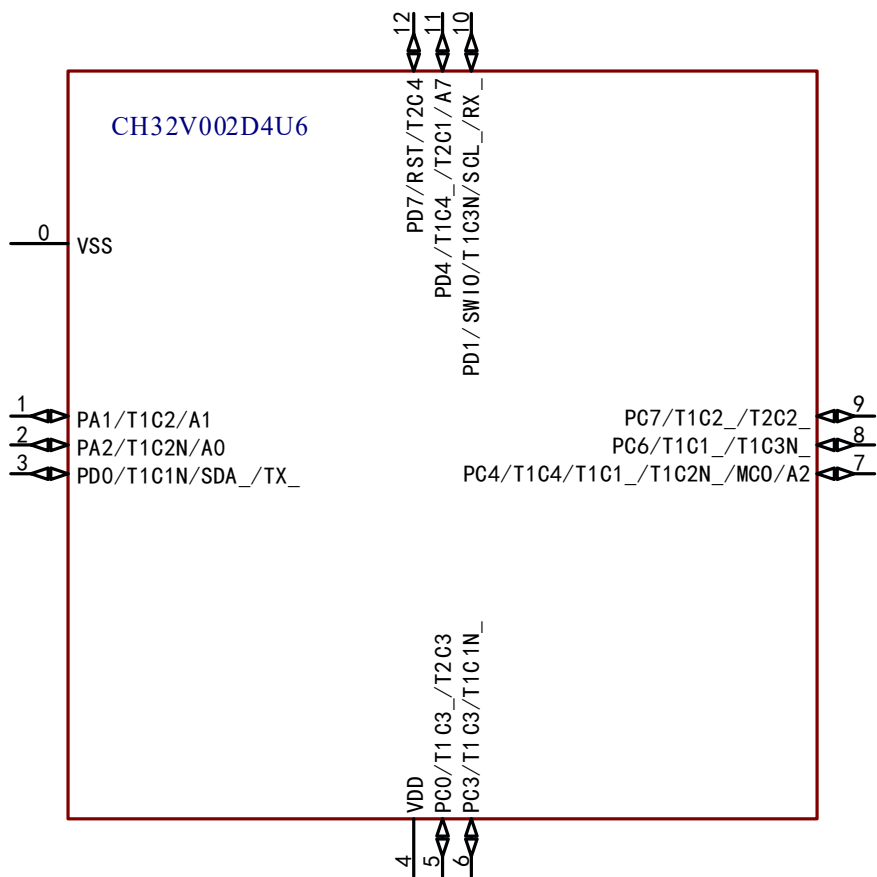 12
11
10
PD7/RST/T2C4
PD4/T1C4_/T2C1/A7
PD1/SWIO/T1C3N/SCL_/RX_
CH32V002D4U6
0
VSS
1
PA1/T1C2/A1
2
PA2/T1C2N/A0
3
PD0/T1C1N/SDA_/TX_
PC7/T1C2_/T2C2_
9
PC6/T1C1_/T1C3N_
8
PC4/T1C4/T1C1_/T1C2N_/MCO/A2
7
VDD
PC0/T1C3_/T2C3
PC3/T1C3/T1C1N_
4
5
6